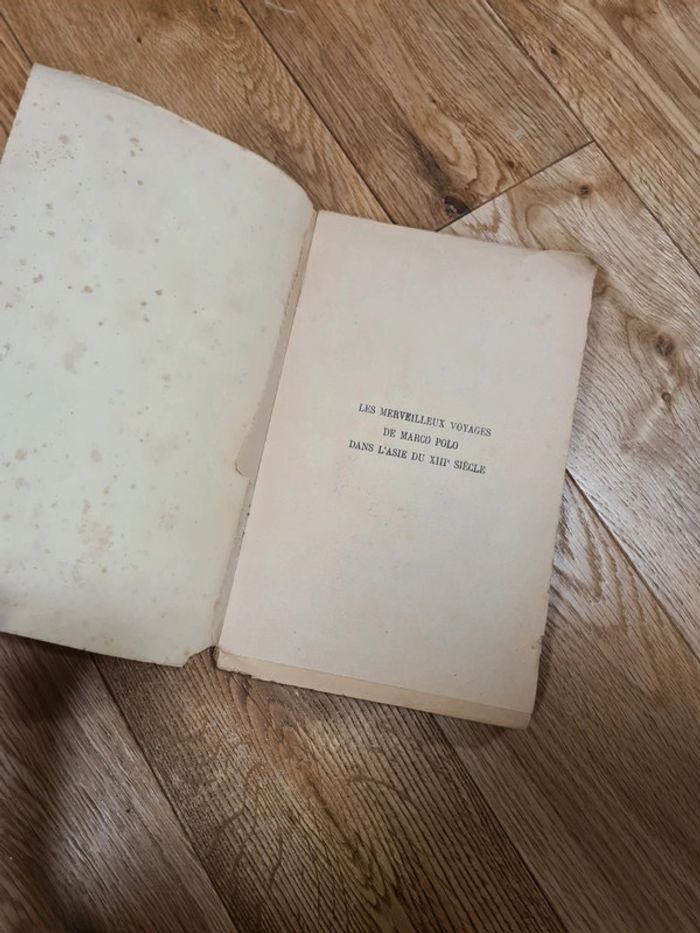 LES MERVEILLEUX VOYAGES
DE MARCO POLO
DANS L'ASIE DU XIIIᵉ SIÈCLE